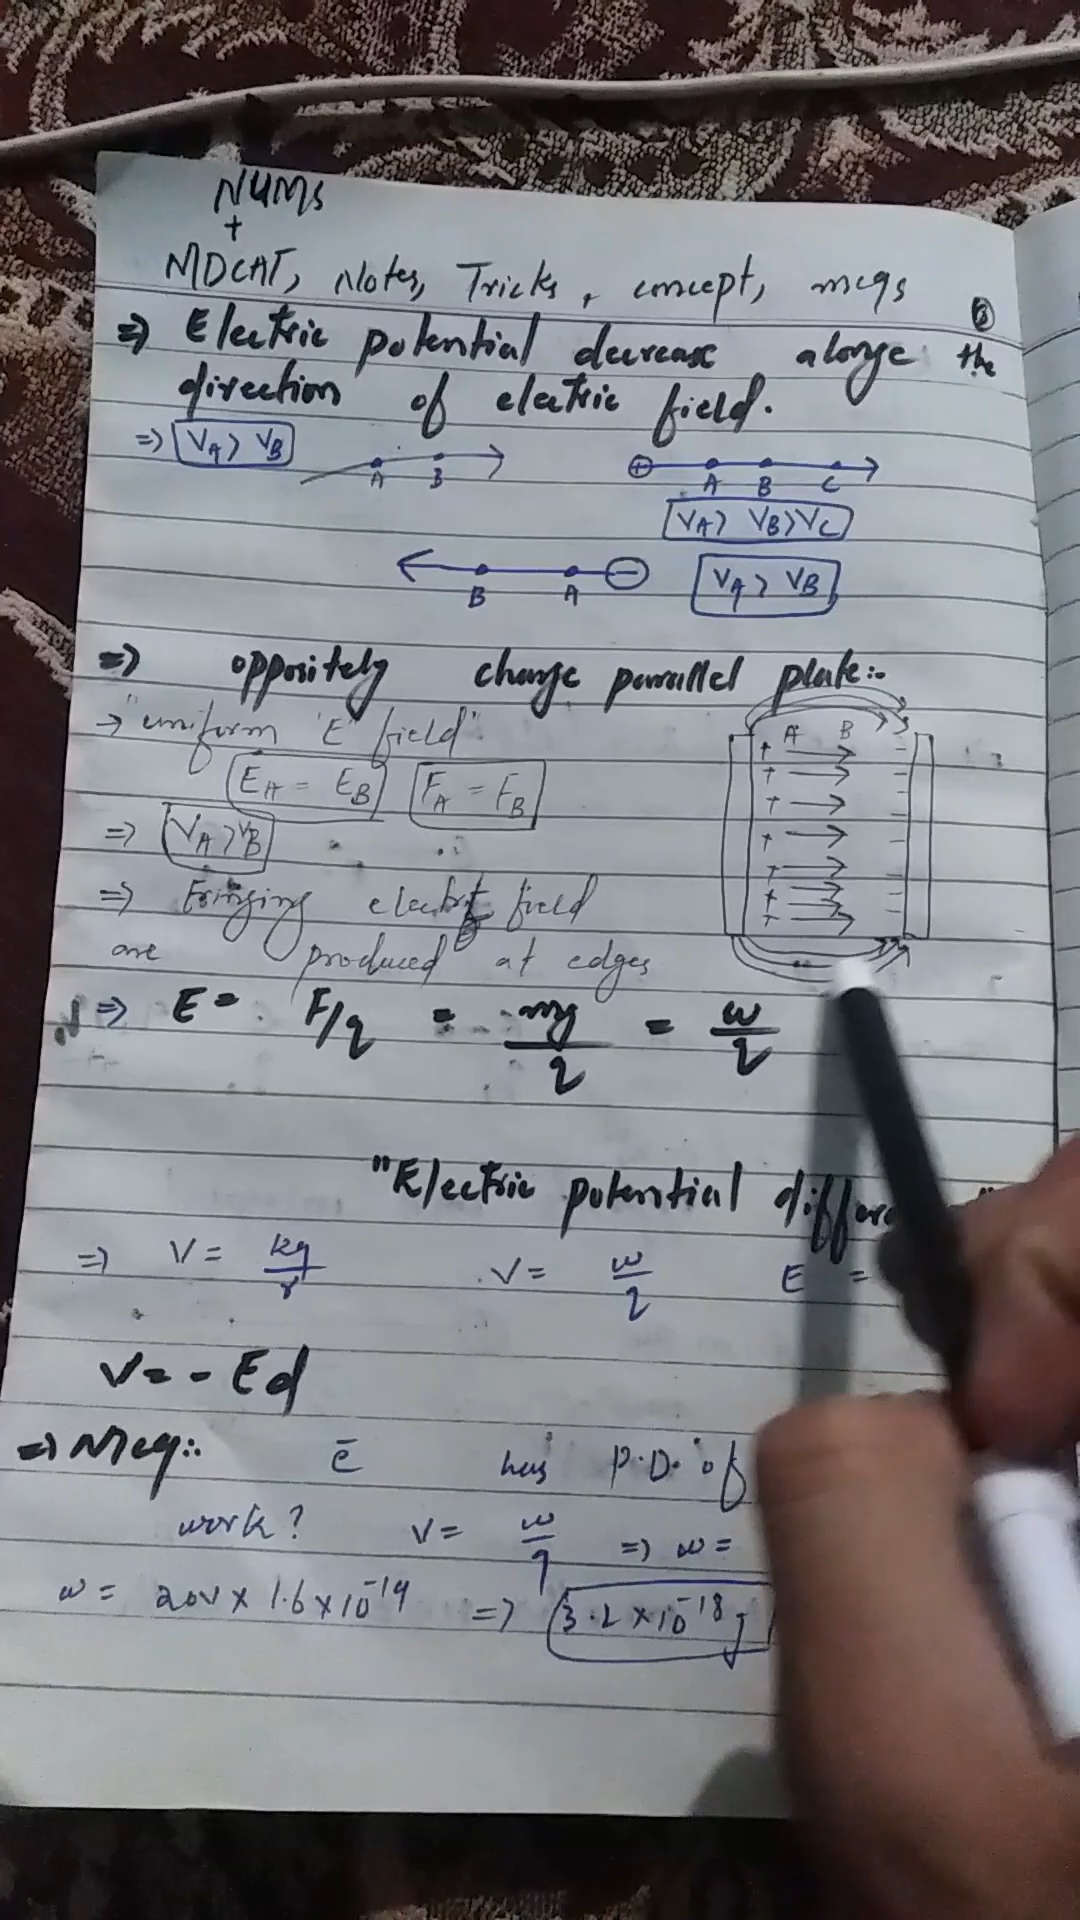 NUMS
+
MDCAT, Notes, Tricks, concept, mcqs
⇒ Electric potential decrease alonge the
direction of electric field.
⇒ VA > VB
A B
+ A B C
VA > VB > VC
B A −
VA > VB
⇒ oppositely charge parallel plate:-
→ "uniform 'E' field"
A B
EA = EB FA = FB
⇒ VA > VB
⇒ Fringing electric field
are produced at edges
⇒ E = F/q = mg/q = w/q
"Electric potential
⇒ V = kq/r V = w/q E =
V = - Ed
⇒ Mcq:- ē has P.D. of
work? V = w/q ⇒ w =
w = 20V × 1.6 × 10^-19 ⇒ 3.2 × 10^-18 J